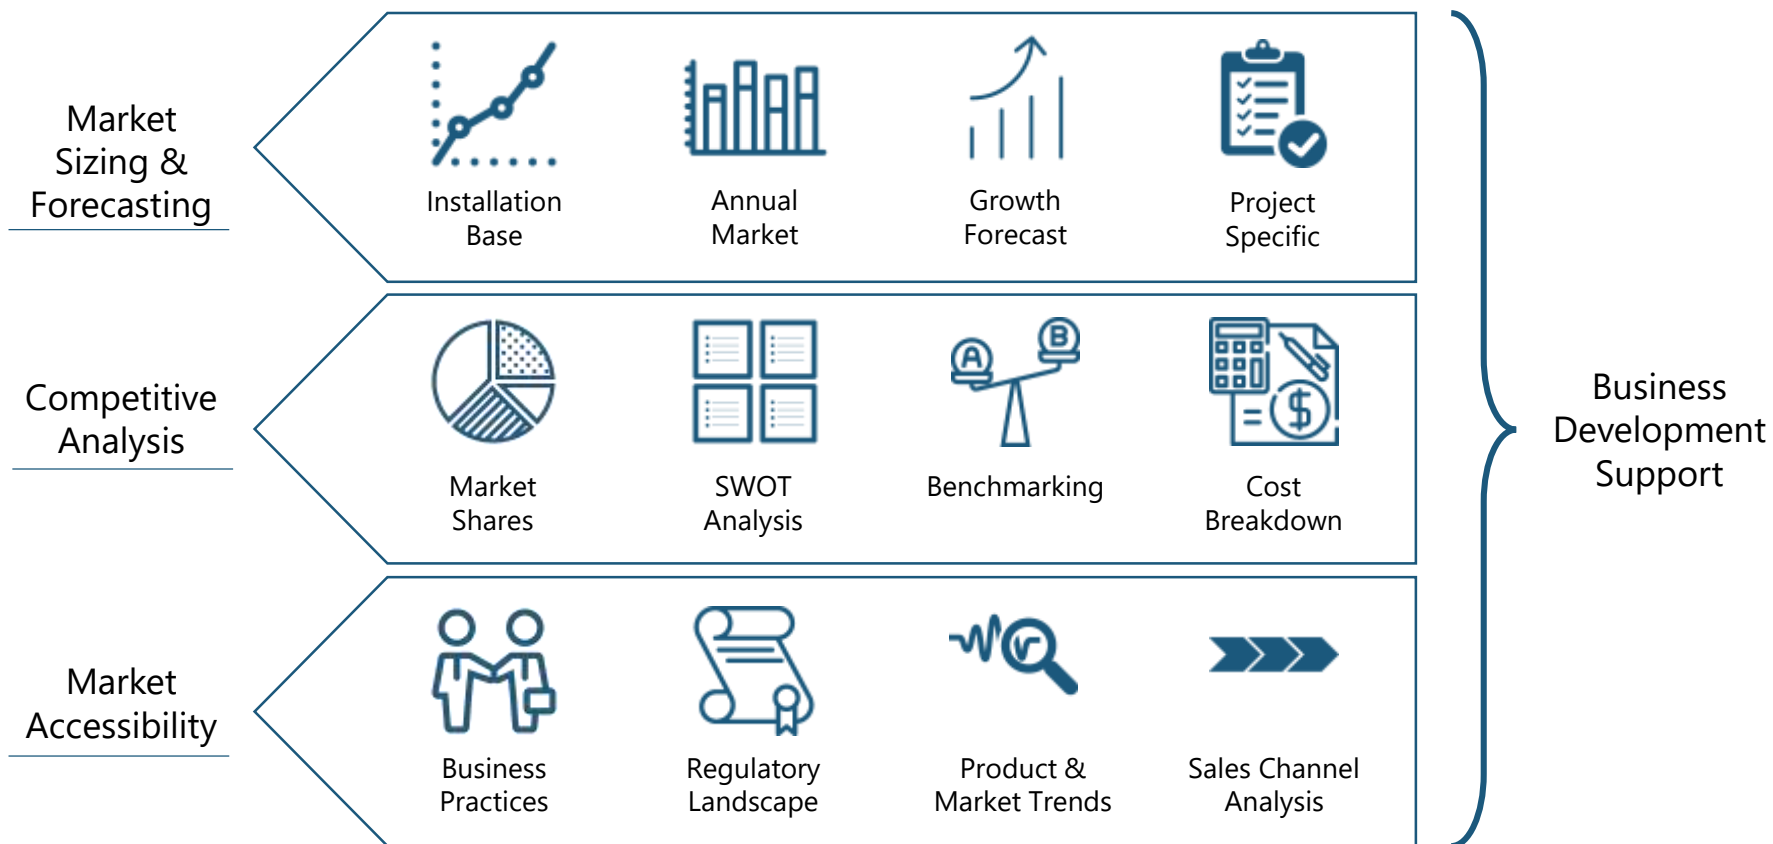 Market
Sizing &
Forecasting
Installation
Base
Annual
Market
Growth
Forecast
Project
Specific
Competitive
Analysis
A
B
$
Market
Shares
SWOT
Analysis
Benchmarking
Cost
Breakdown
Market
Accessibility
Business
Practices
Regulatory
Landscape
Product &
Market Trends
Sales Channel
Analysis
Business
Development
Support